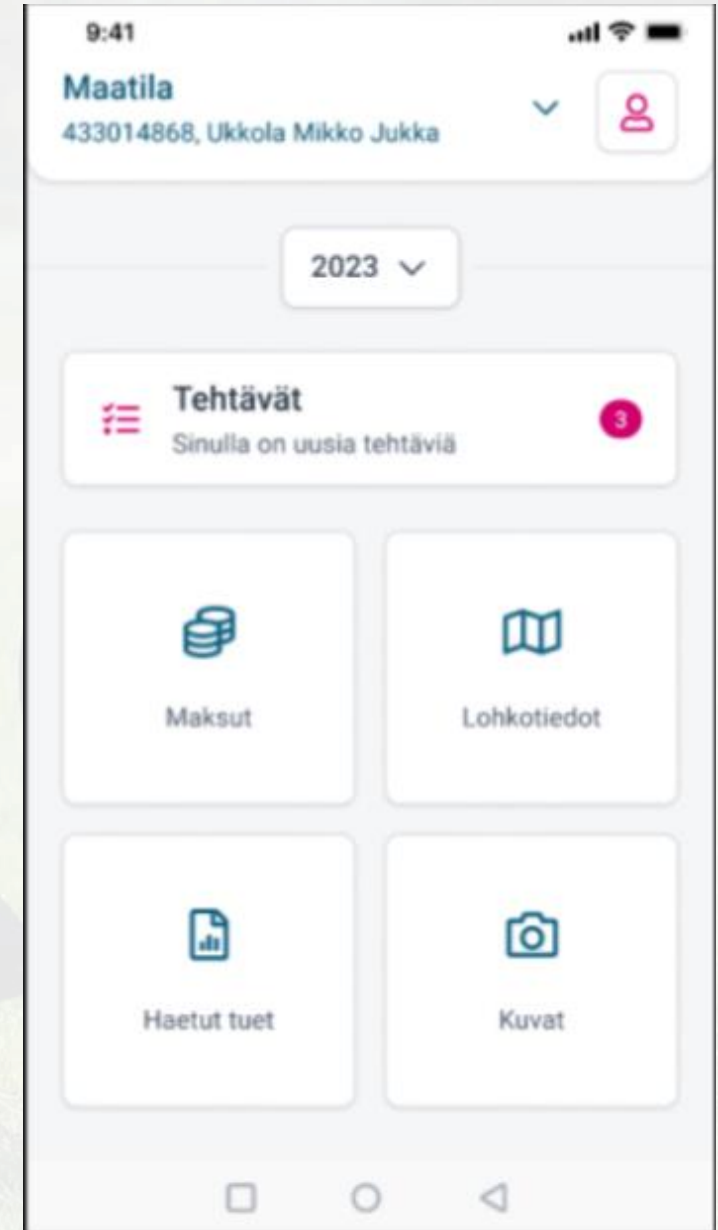 9:41
Maatila
433014868, Ukkola Mikko Jukka
2023
Tehtävät
Sinulla on uusia tehtäviä
3
Maksut
Lohkotiedot
Haetut tuet
Kuvat